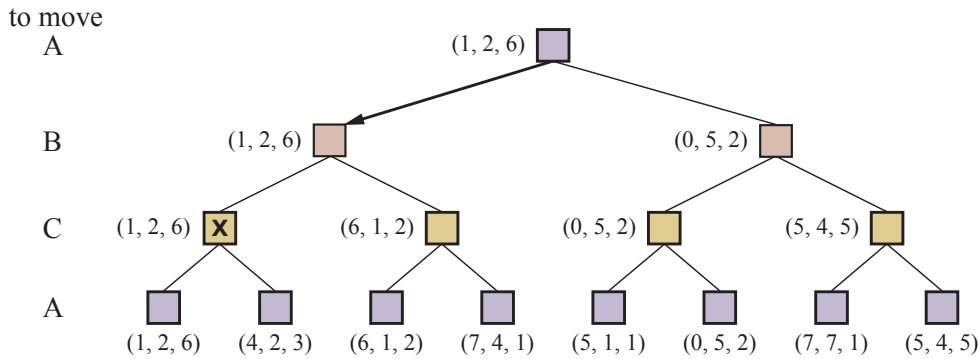 to move
A
(1, 2, 6)
B
(1, 2, 6)
(0, 5, 2)
C
(1, 2, 6)
X
(6, 1, 2)
(0, 5, 2)
(5, 4, 5)
A
(1, 2, 6)
(4, 2, 3)
(6, 1, 2)
(7, 4, 1)
(5, 1, 1)
(0, 5, 2)
(7, 7, 1)
(5, 4, 5)